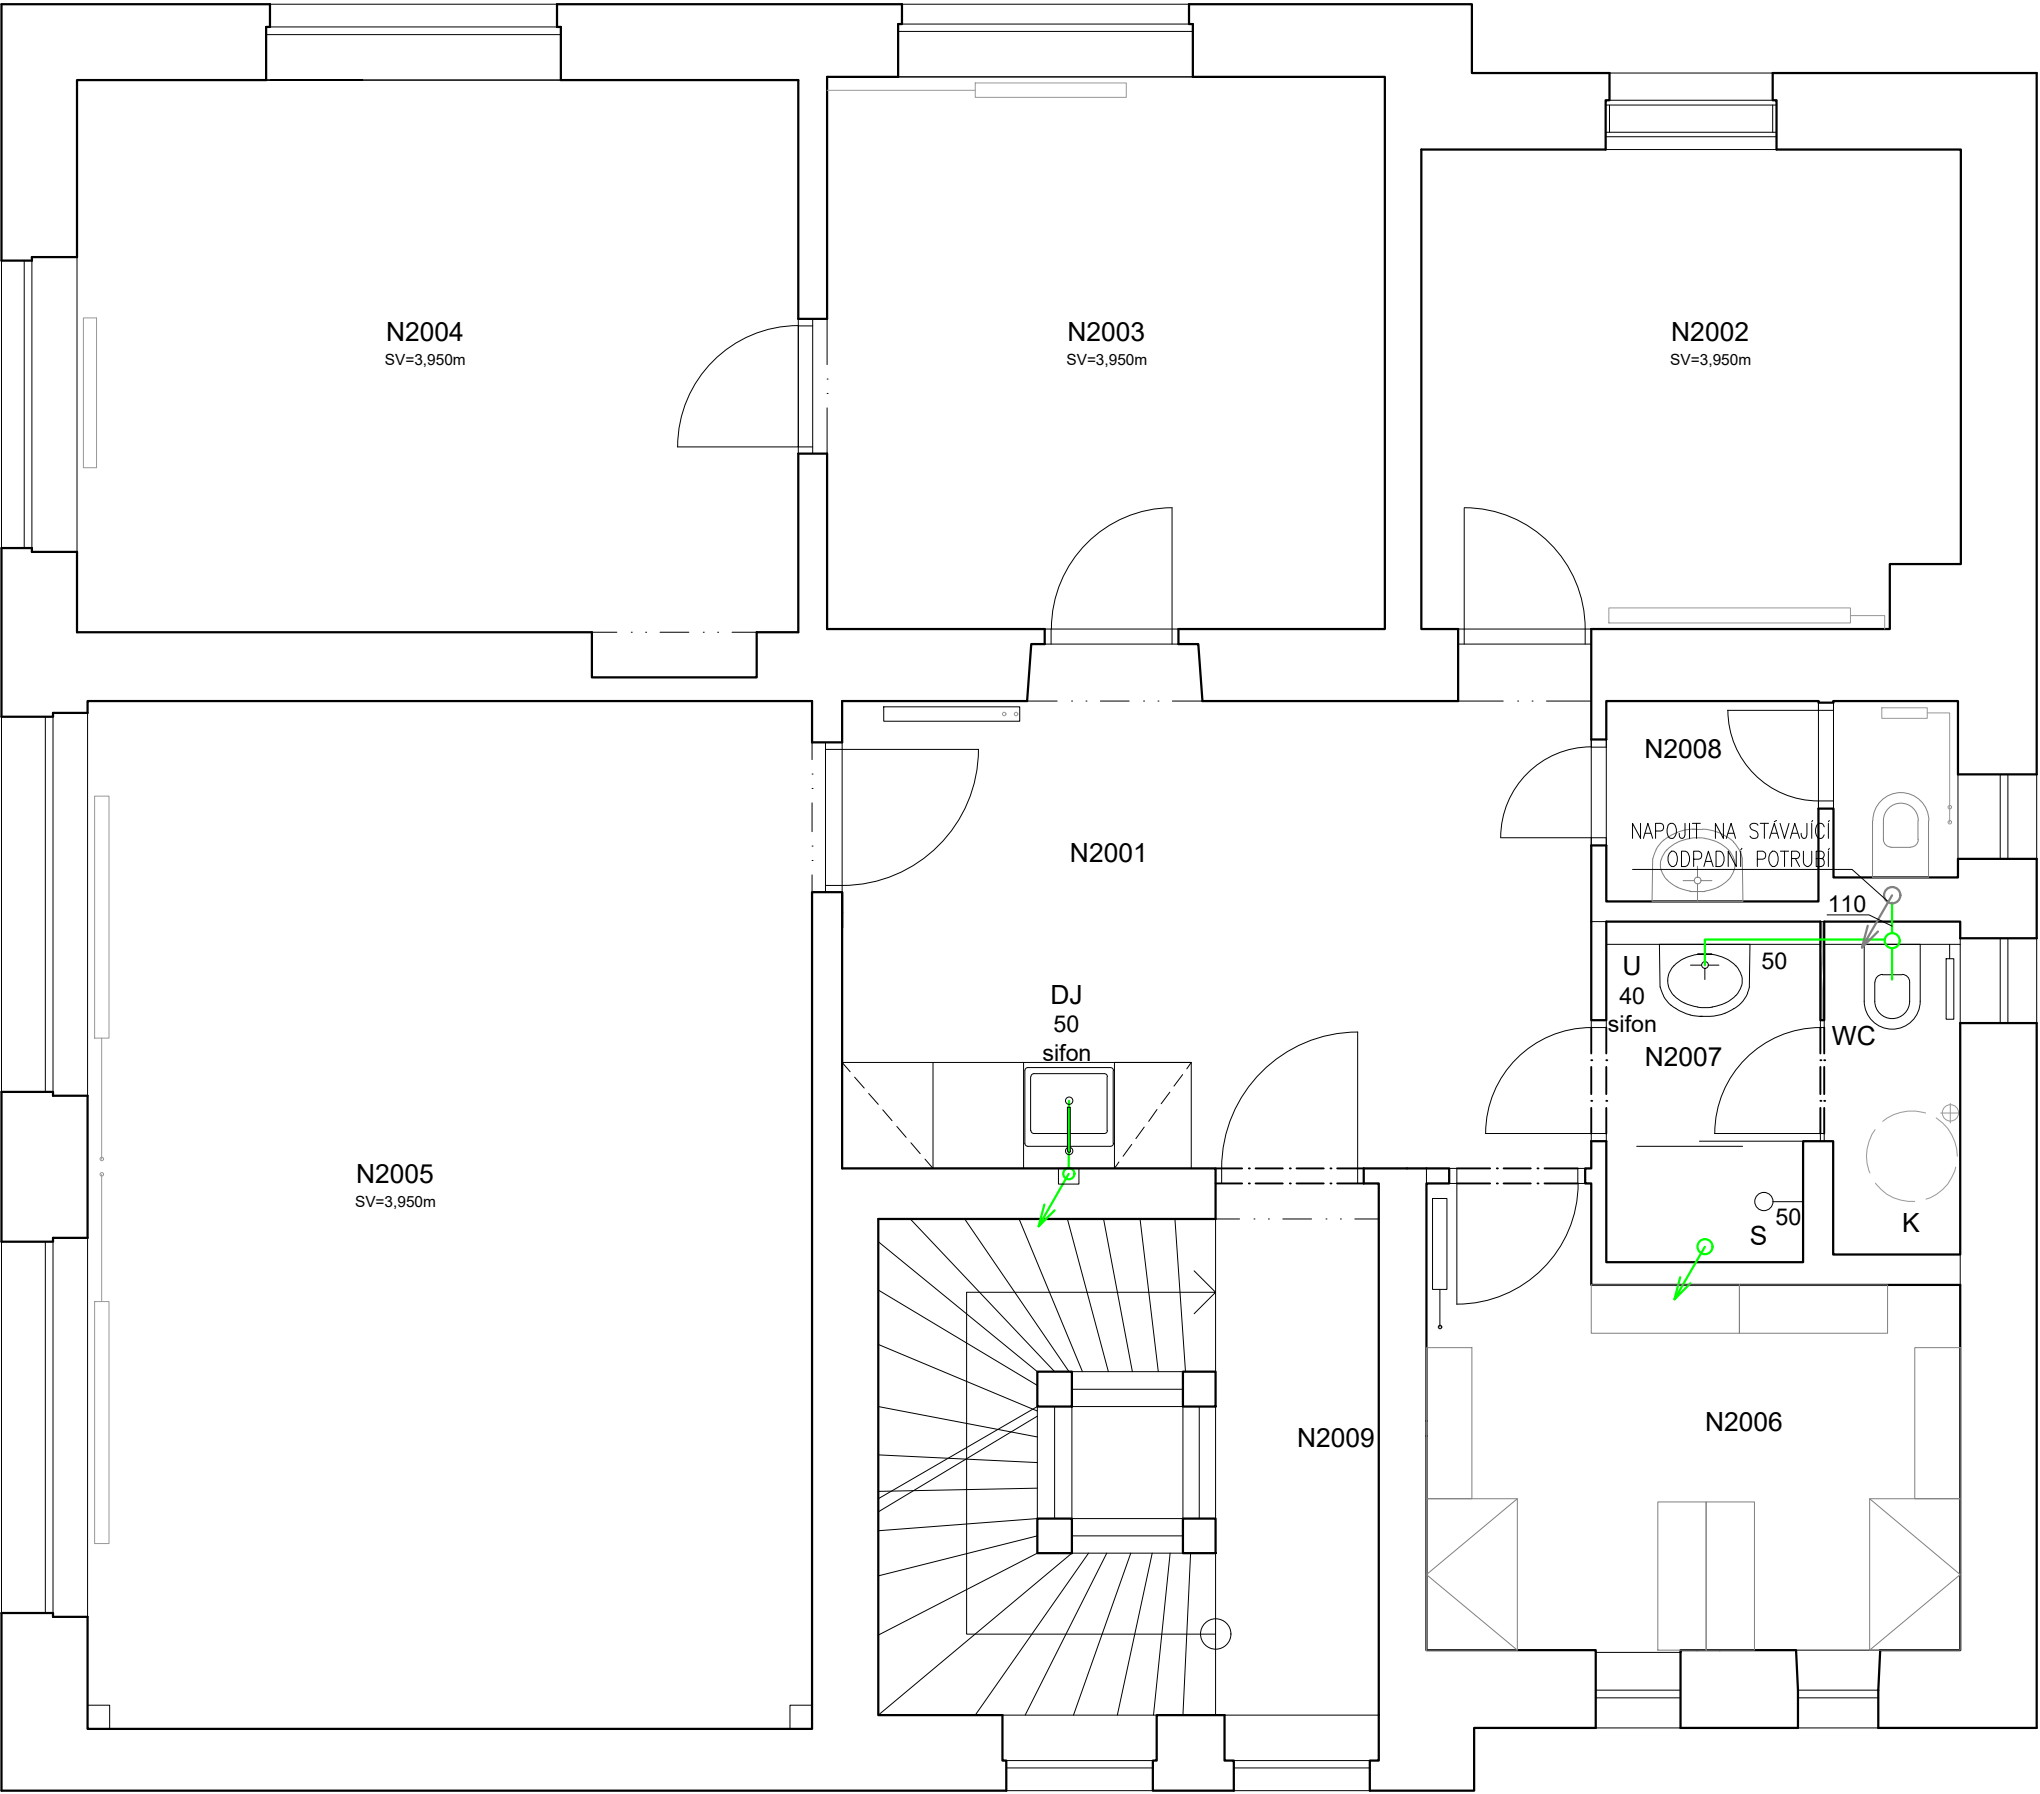 N2004
SV=3,950m
N2003
SV=3,950m
N2002
SV=3,950m
N2008
NAPOJIT NA STÁVAJÍCÍ
ODPADNÍ POTRUBÍ
N2001
110
U
40
sifon
50
DJ
50
sifon
WC
N2007
N2005
SV=3,950m
50
S
K
N2009
N2006